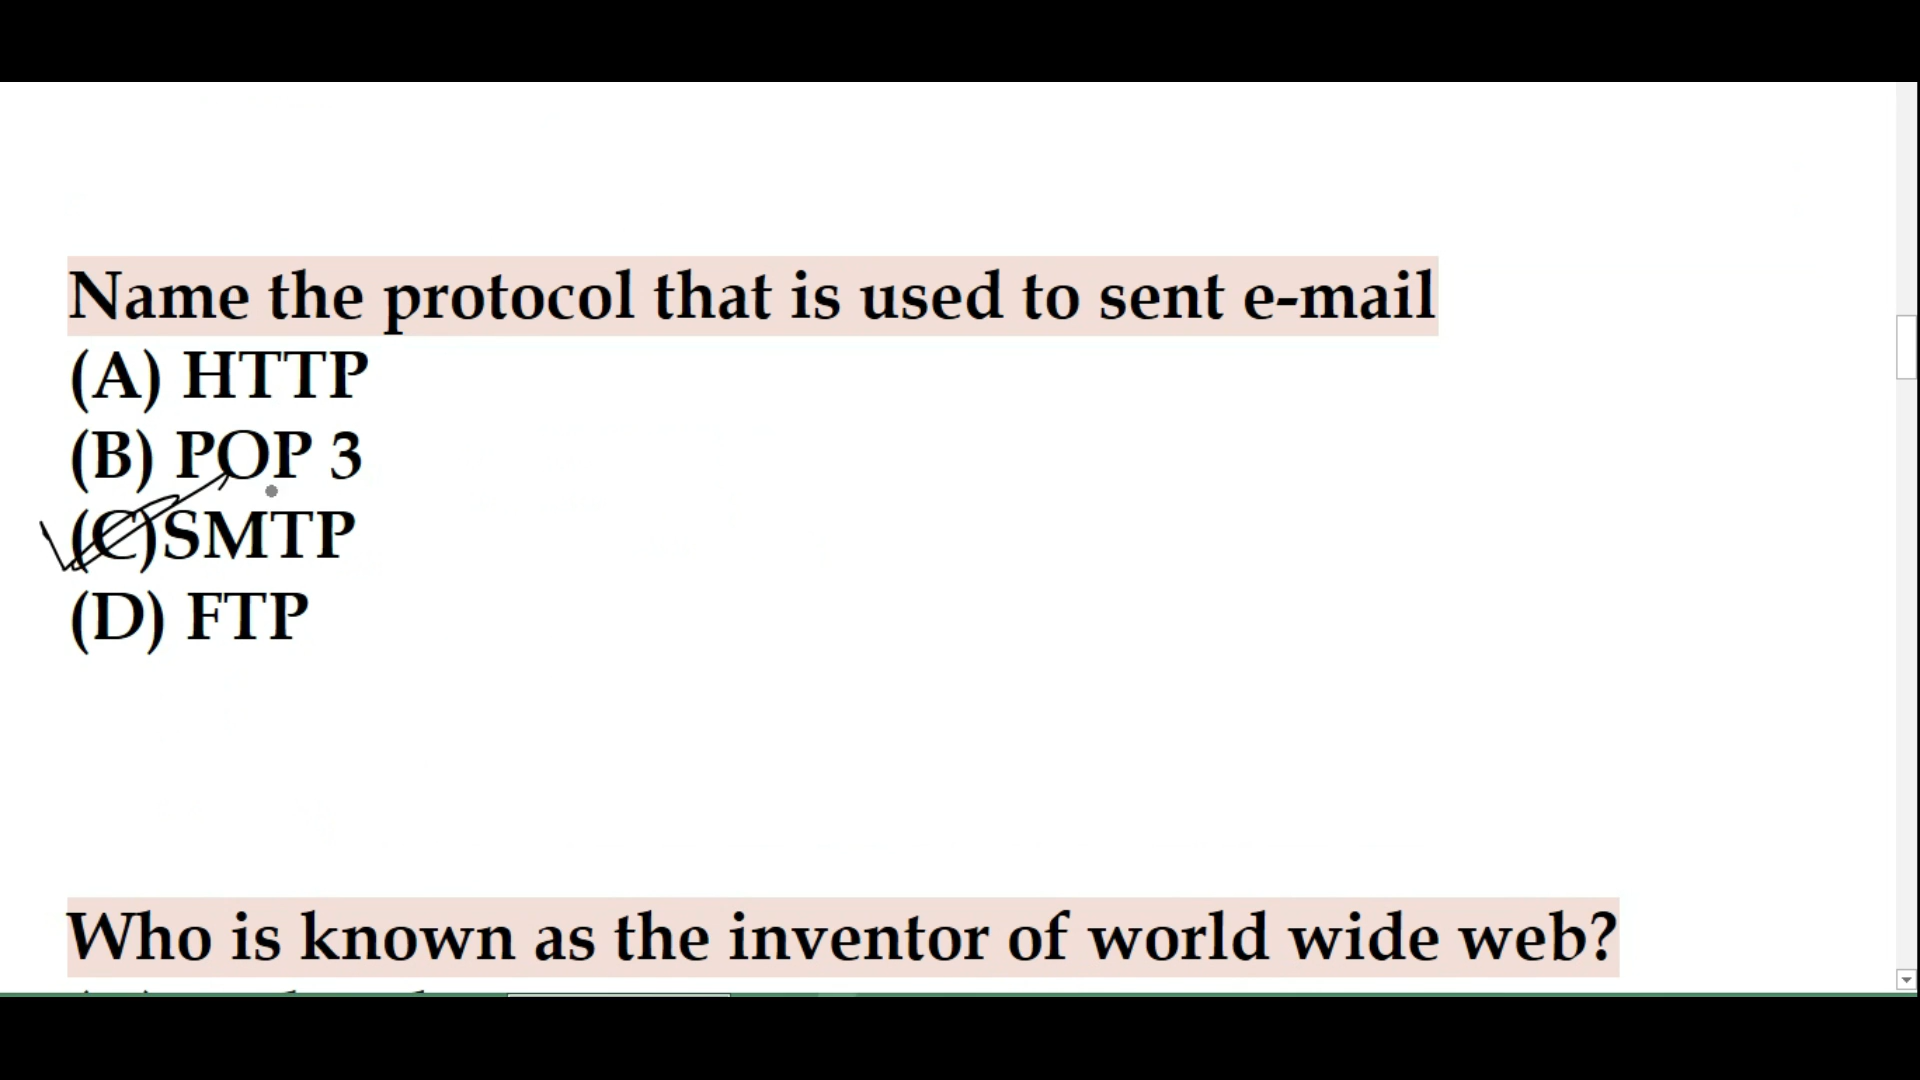 Name the protocol that is used to sent e-mail
(A) HTTP
(B) POP 3
(C)SMTP
(D) FTP
Who is known as the inventor of world wide web?